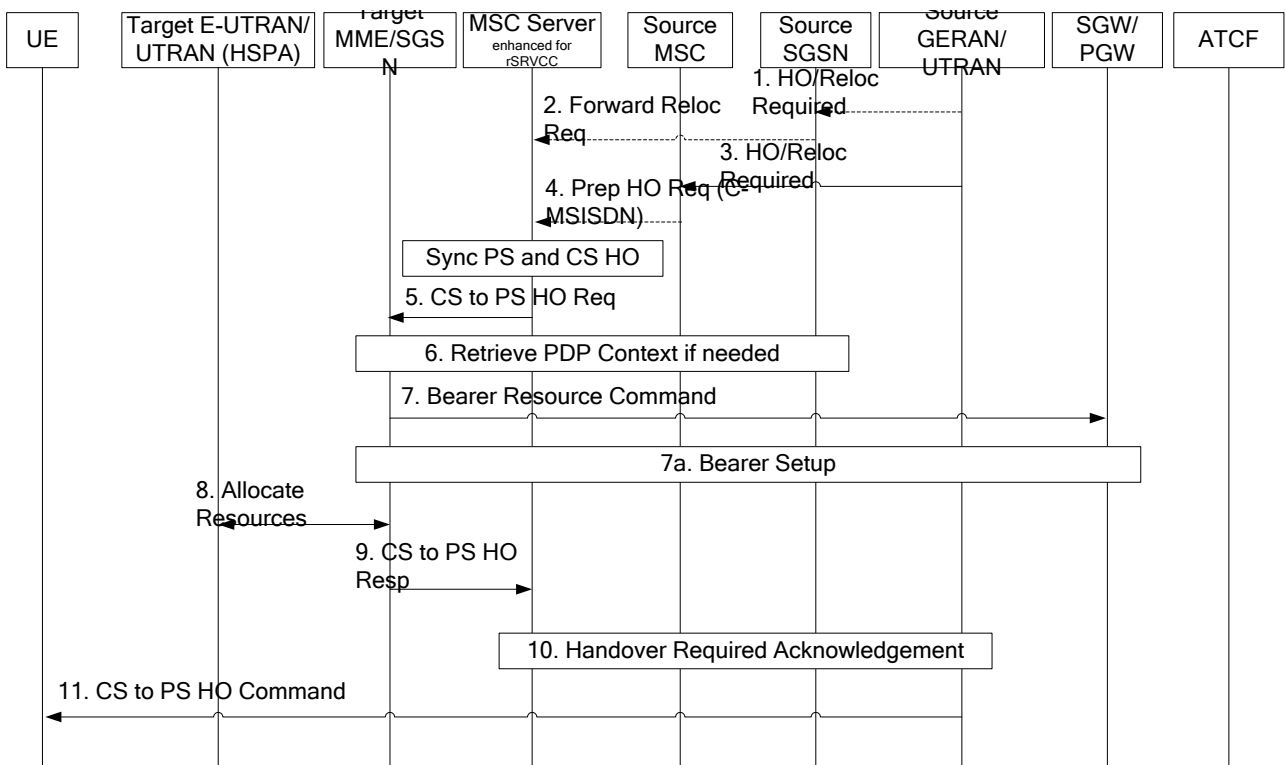 UE
Target E-UTRAN/
UTRAN (HSPA)
Target
MME/SGS
N
MSC Server
enhanced for
rSRVCC
Source
MSC
Source
SGSN
Source
GERAN/
UTRAN
SGW/
PGW
ATCF
1. HO/Reloc
Required
2. Forward Reloc
Req
3. HO/Reloc
Required
4. Prep HO Req (C-
MSISDN)
Sync PS and CS HO
5. CS to PS HO Req
6. Retrieve PDP Context if needed
7. Bearer Resource Command
7a. Bearer Setup
8. Allocate
Resources
9. CS to PS HO
Resp
10. Handover Required Acknowledgement
11. CS to PS HO Command